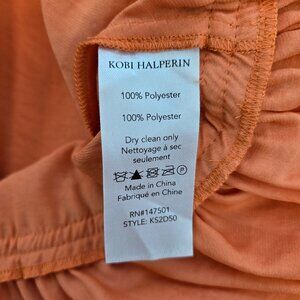 KOBI HALPERIN
100% Polyester
100% Polyester
Dry clean only
Nettoyage à sec
seulement
Made in China
Fabriqué en Chine
RN#147501
STYLE: KS2D50